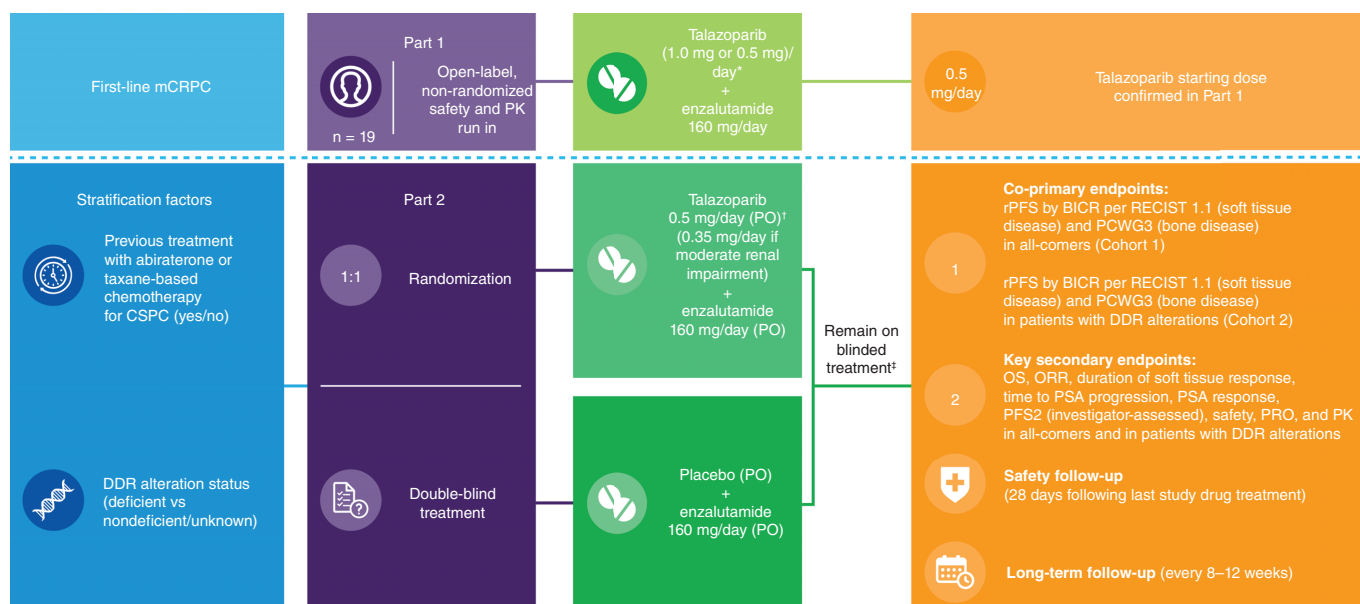 First-line mCRPC
Part 1
Open-label,
non-randomized
safety and PK
run in
n = 19
Talazoparib
(1.0 mg or 0.5 mg)/
day*
+
enzalutamide
160 mg/day
0.5
mg/day
Talazoparib starting dose
confirmed in Part 1
Stratification factors
Previous treatment
with abiraterone or
taxane-based
chemotherapy
for CSPC (yes/no)
DDR alteration status
(deficient vs
nondeficient/unknown)
Part 2
1:1
Randomization
Double-blind
treatment
Talazoparib
0.5 mg/day (PO)†
(0.35 mg/day if
moderate renal
impairment)
+
enzalutamide
160 mg/day (PO)
Placebo (PO)
+
enzalutamide
160 mg/day (PO)
Remain on
blinded
treatment‡
1
Co-primary endpoints:
rPFS by BICR per RECIST 1.1 (soft tissue
disease) and PCWG3 (bone disease)
in all-comers (Cohort 1)
rPFS by BICR per RECIST 1.1 (soft tissue
disease) and PCWG3 (bone disease)
in patients with DDR alterations (Cohort 2)
2
Key secondary endpoints:
OS, ORR, duration of soft tissue response,
time to PSA progression, PSA response,
PFS2 (investigator-assessed), safety, PRO, and PK
in all-comers and in patients with DDR alterations
Safety follow-up
(28 days following last study drug treatment)
Long-term follow-up (every 8–12 weeks)